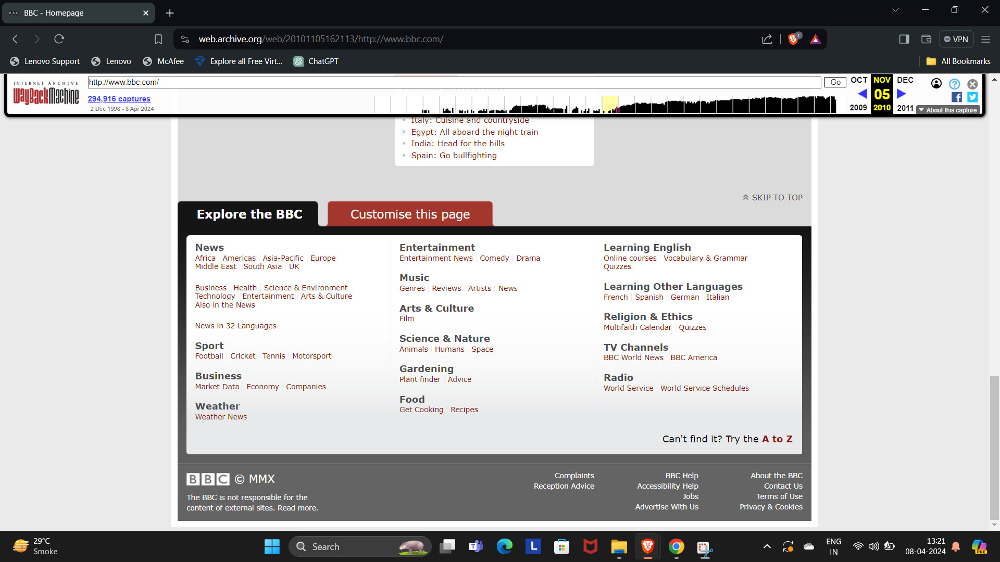 BBC - Homepage
web.archive.org/web/20101105162113/http://www.bbc.com/
1
VPN
Lenovo Support
Lenovo
McAfee
Explore all Free Virt...
ChatGPT
All Bookmarks
INTERNET ARCHIVE
WayBackMachine
http://www.bbc.com/
Go
294,916 captures
2 Dec 1998 - 8 Apr 2024
OCT NOV DEC
05
2009 2010 2011
About this capture
POPULAR DESTINATIONS
Italy: Cuisine and countryside
Egypt: All aboard the night train
India: Head for the hills
Spain: Go bullfighting
SKIP TO TOP
Explore the BBC
Customise this page
News
Africa Americas Asia-Pacific Europe
Middle East South Asia UK
Business Health Science & Environment
Technology Entertainment Arts & Culture
Also in the News
News in 32 Languages
Sport
Football Cricket Tennis Motorsport
Business
Market Data Economy Companies
Weather
Weather News
Entertainment
Entertainment News Comedy Drama
Music
Genres Reviews Artists News
Arts & Culture
Film
Science & Nature
Animals Humans Space
Gardening
Plant finder Advice
Food
Get Cooking Recipes
Learning English
Online courses Vocabulary & Grammar
Quizzes
Learning Other Languages
French Spanish German Italian
Religion & Ethics
Multifaith Calendar Quizzes
TV Channels
BBC World News BBC America
Radio
World Service World Service Schedules
Can't find it? Try the A to Z
BBC © MMX
The BBC is not responsible for the
content of external sites. Read more.
Complaints
Reception Advice
BBC Help
Accessibility Help
Jobs
Advertise With Us
About the BBC
Contact Us
Terms of Use
Privacy & Cookies
29°C
Smoke
Search
L
ENG
IN
13:21
08-04-2024
PRE